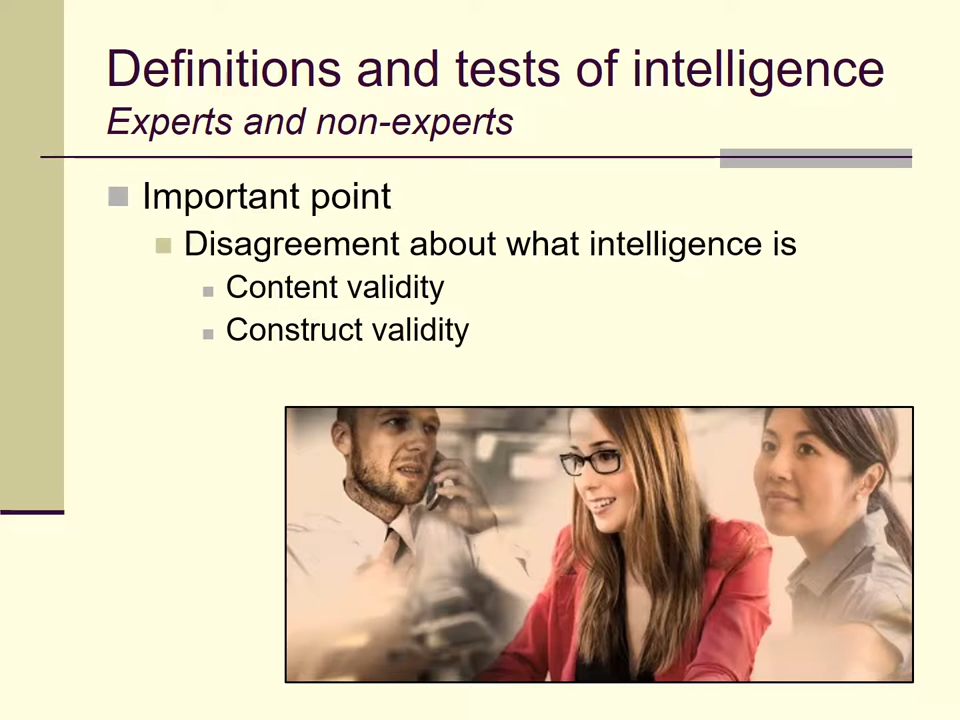 Definitions and tests of intelligence
Experts and non-experts
Important point
Disagreement about what intelligence is
Content validity
Construct validity